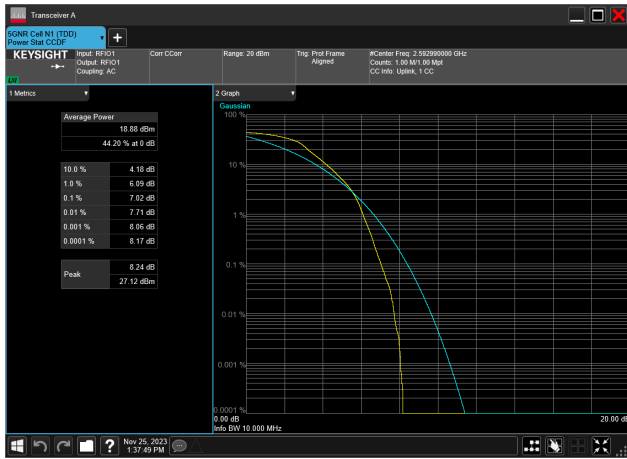 Transceiver A
5GNR Cell N1 (TDD)
Power Stat CCDF
KEYSIGHT
Input: RFIO1
Output: RFIO1
Coupling: AC
Corr CCorr
Range: 20 dBm
Trig: Prot Frame
Aligned
#Center Freq: 2.592990000 GHz
Counts: 1.00 M/1.00 Mpt
CC Info: Uplink, 1 CC
1 Metrics
2 Graph
Average Power
18.88 dBm
44.20 % at 0 dB
10.0 % 4.18 dB
1.0 % 6.09 dB
0.1 % 7.02 dB
0.01 % 7.71 dB
0.001 % 8.06 dB
0.0001 % 8.17 dB
Peak 8.24 dB
27.12 dBm
Gaussian
100 %
10 %
1 %
0.1 %
0.01 %
0.001 %
0.0001 %
0.00 dB
20.00 dB
Info BW 10.000 MHz
Nov 25, 2023
1:37:49 PM